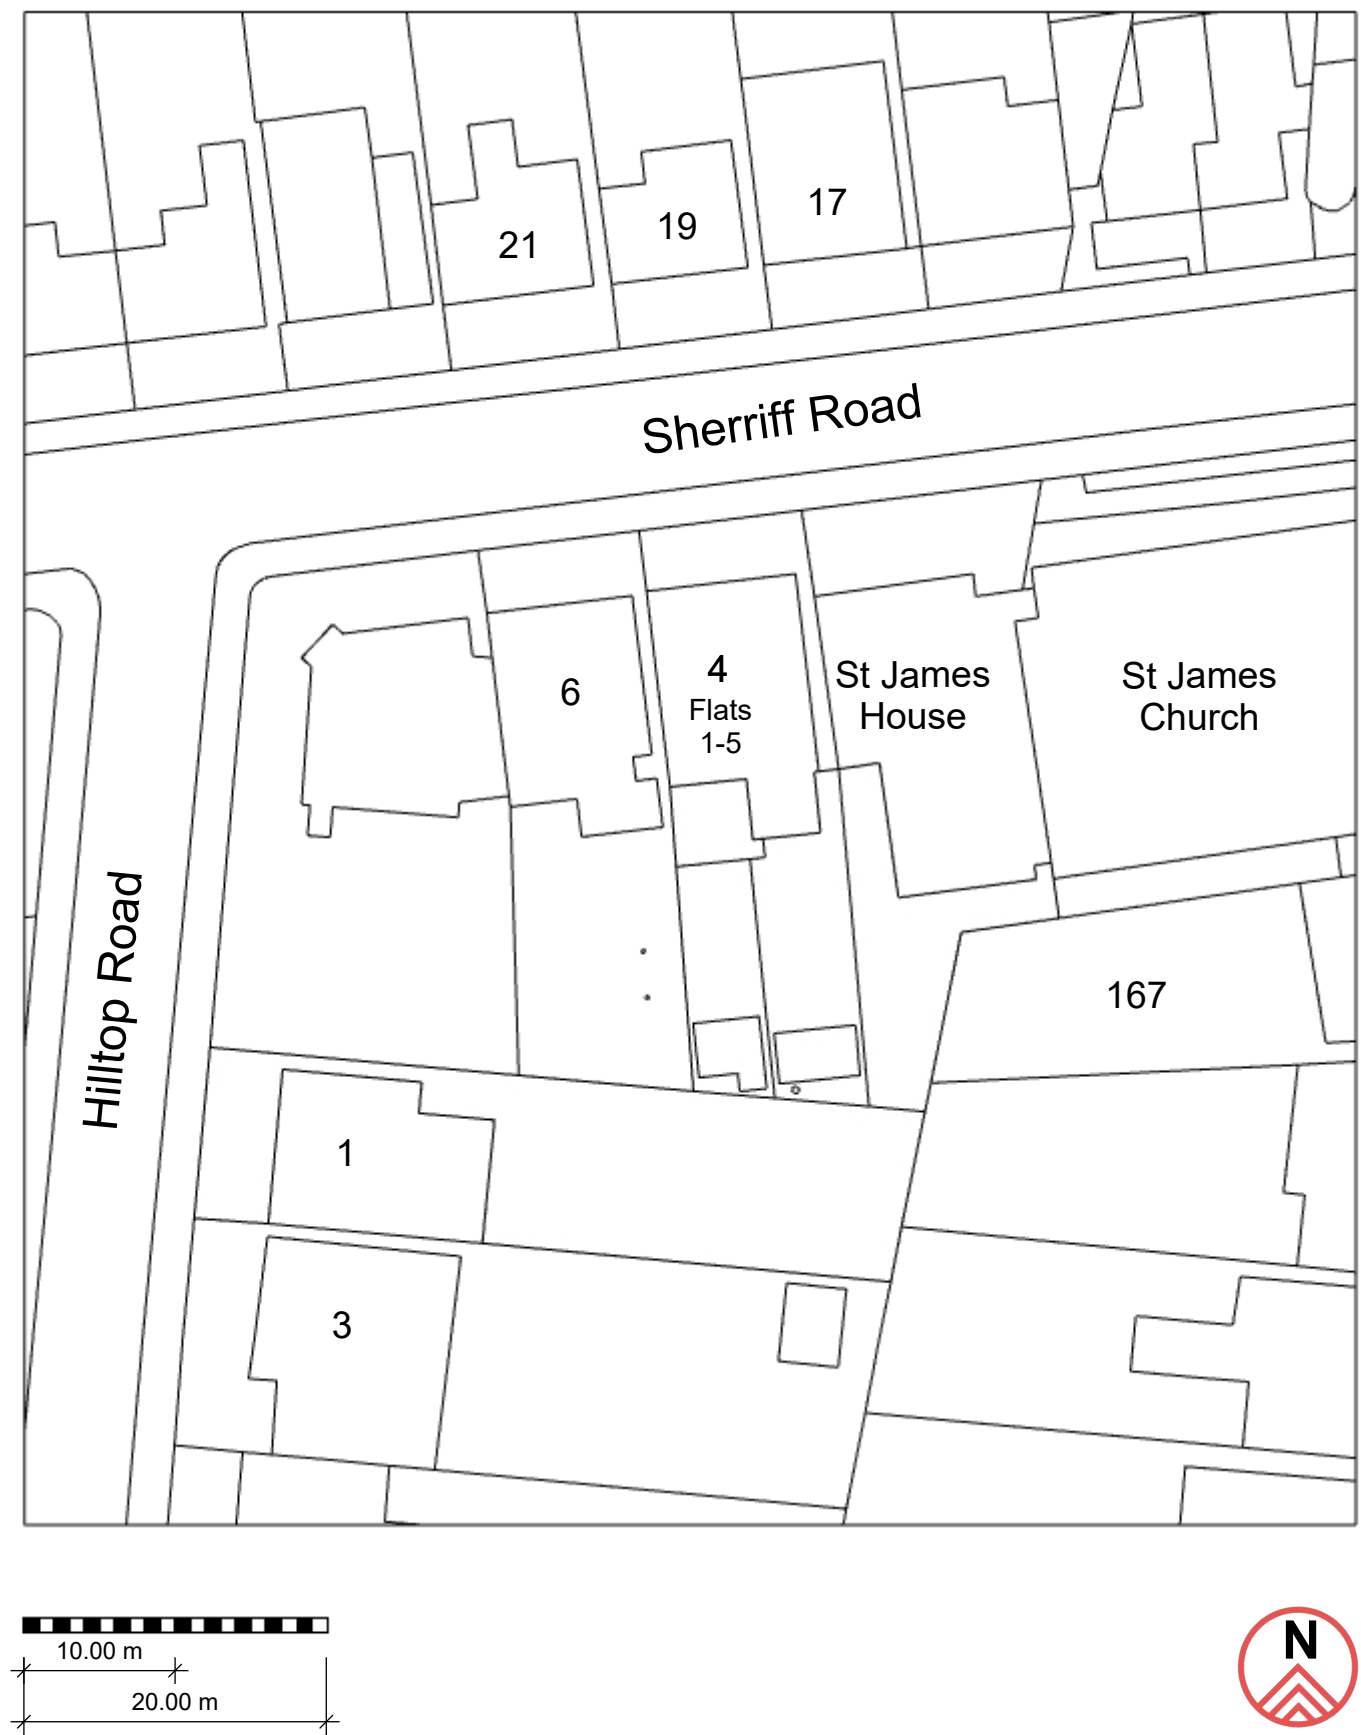 17
19
21
Sherriff Road
4
Flats
1-5
6
St James
House
St James
Church
Hilltop Road
167
1
3
10.00 m
20.00 m
N